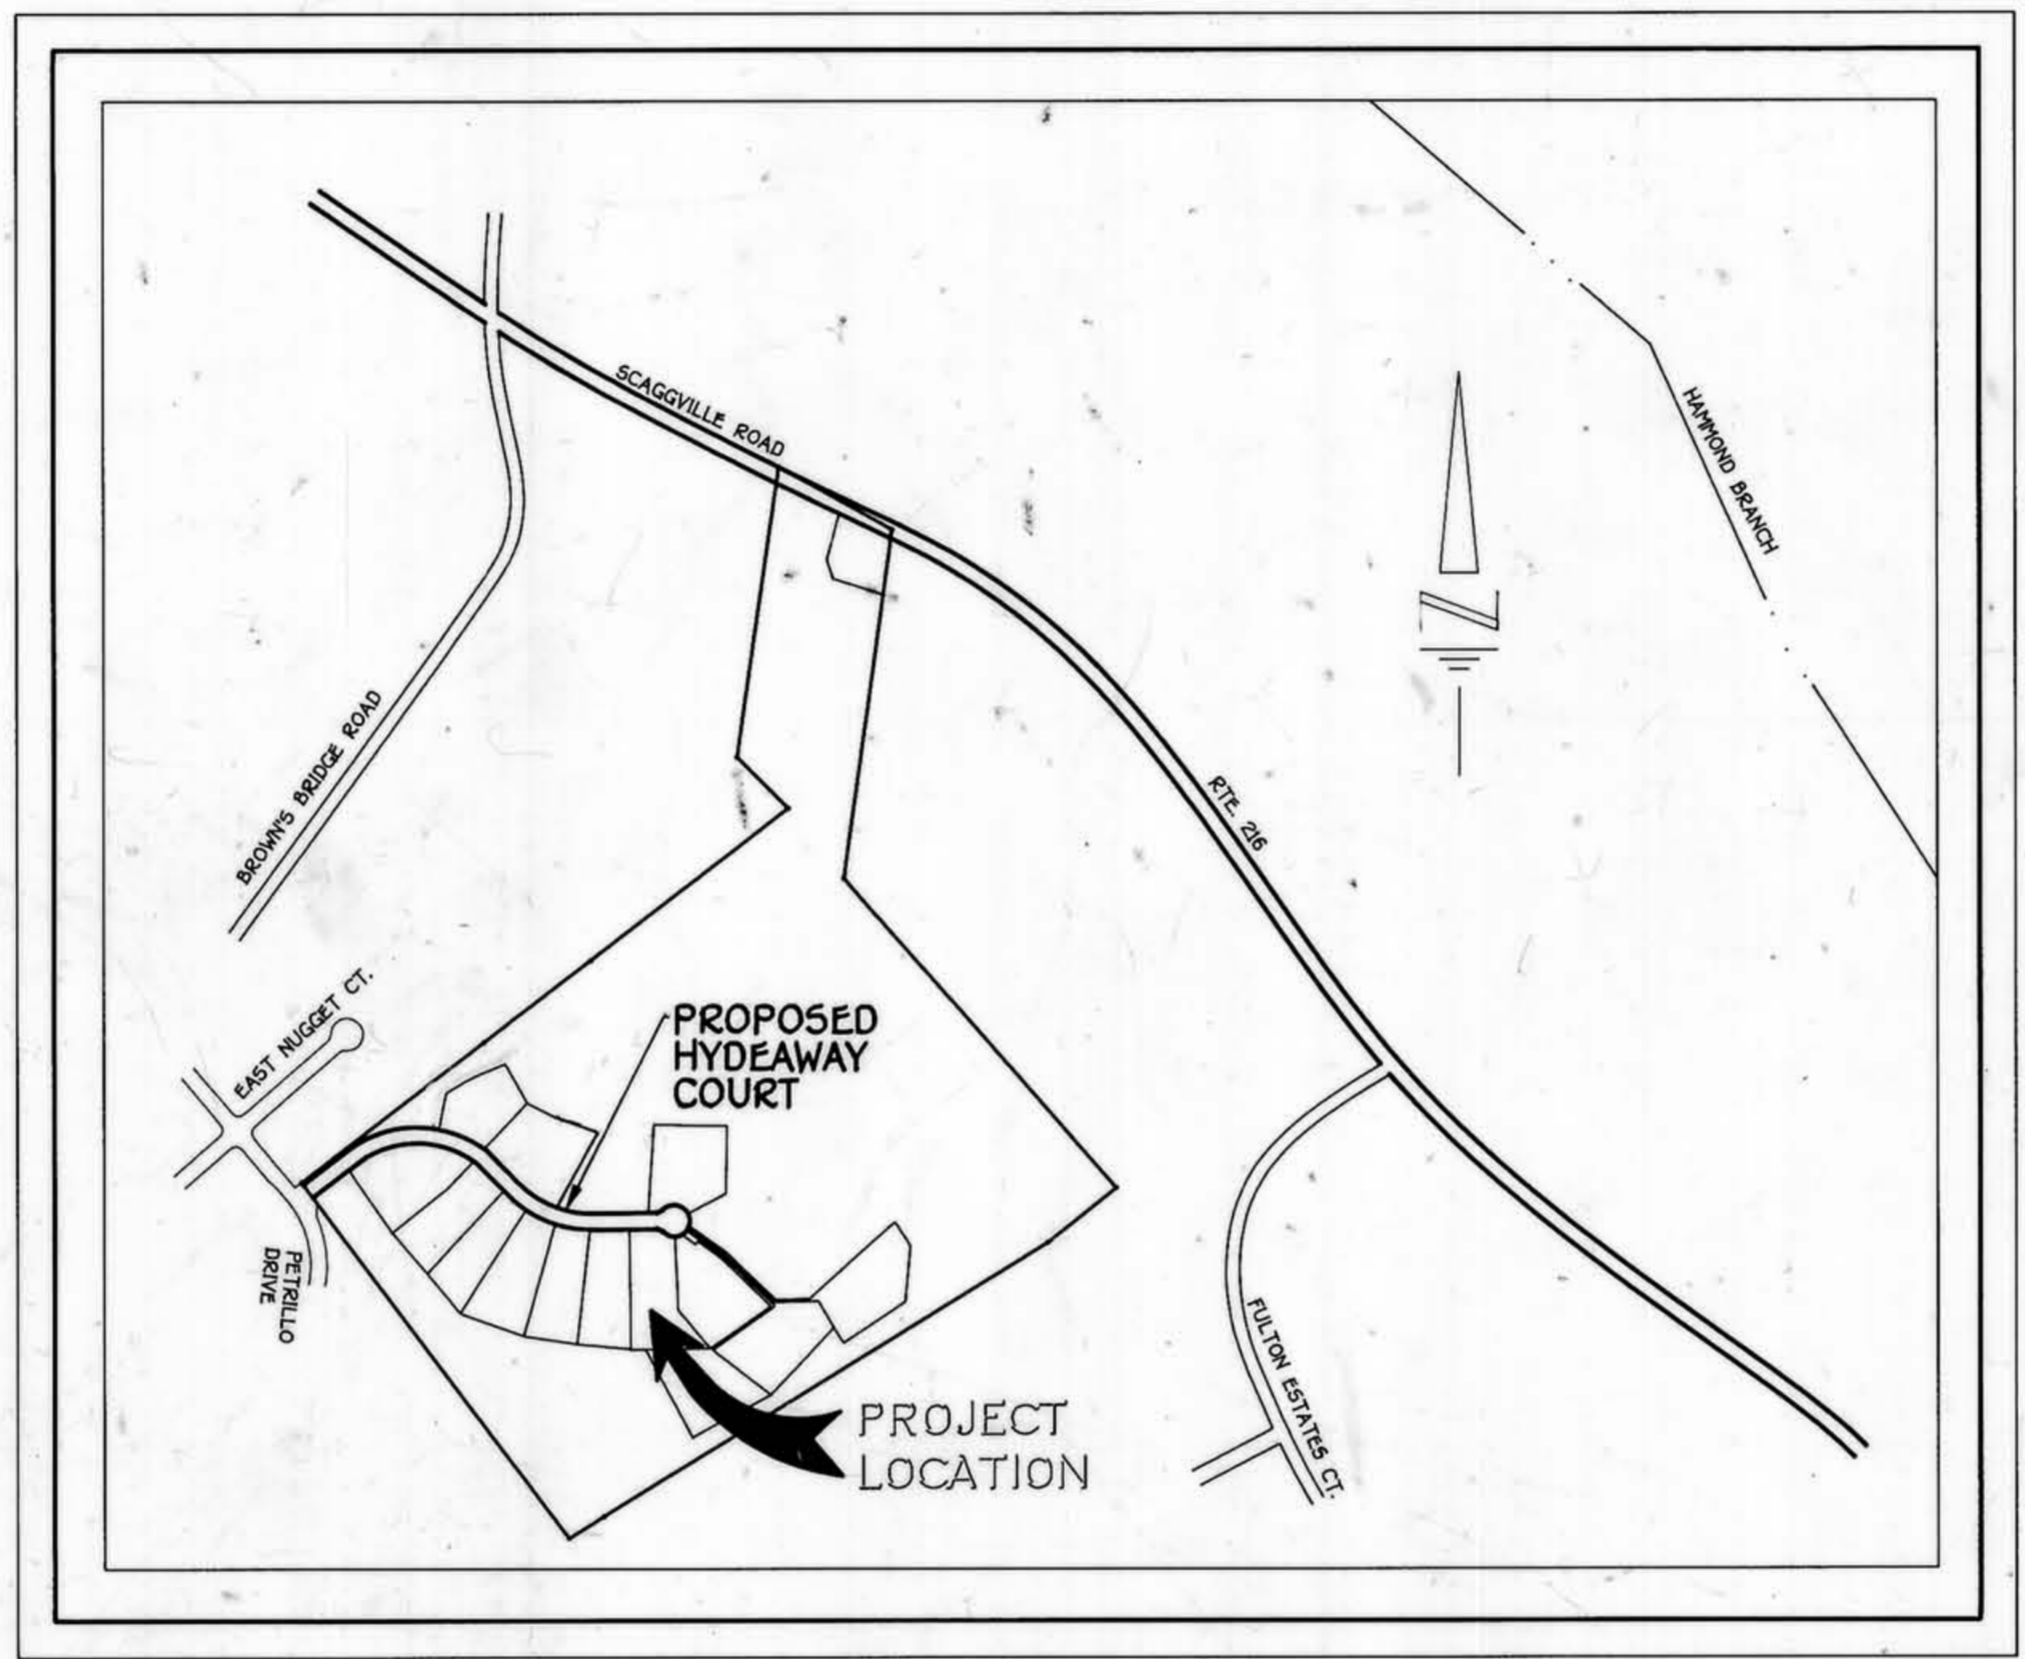 SCAGGVILLE ROAD
HAMMOND BRANCH
N
BROWN'S BRIDGE ROAD
RTE. 216
EAST NUGGET CT.
PROPOSED
HYDEAWAY
COURT
PETRILLO
DRIVE
FULTON ESTATES CT.
PROJECT
LOCATION